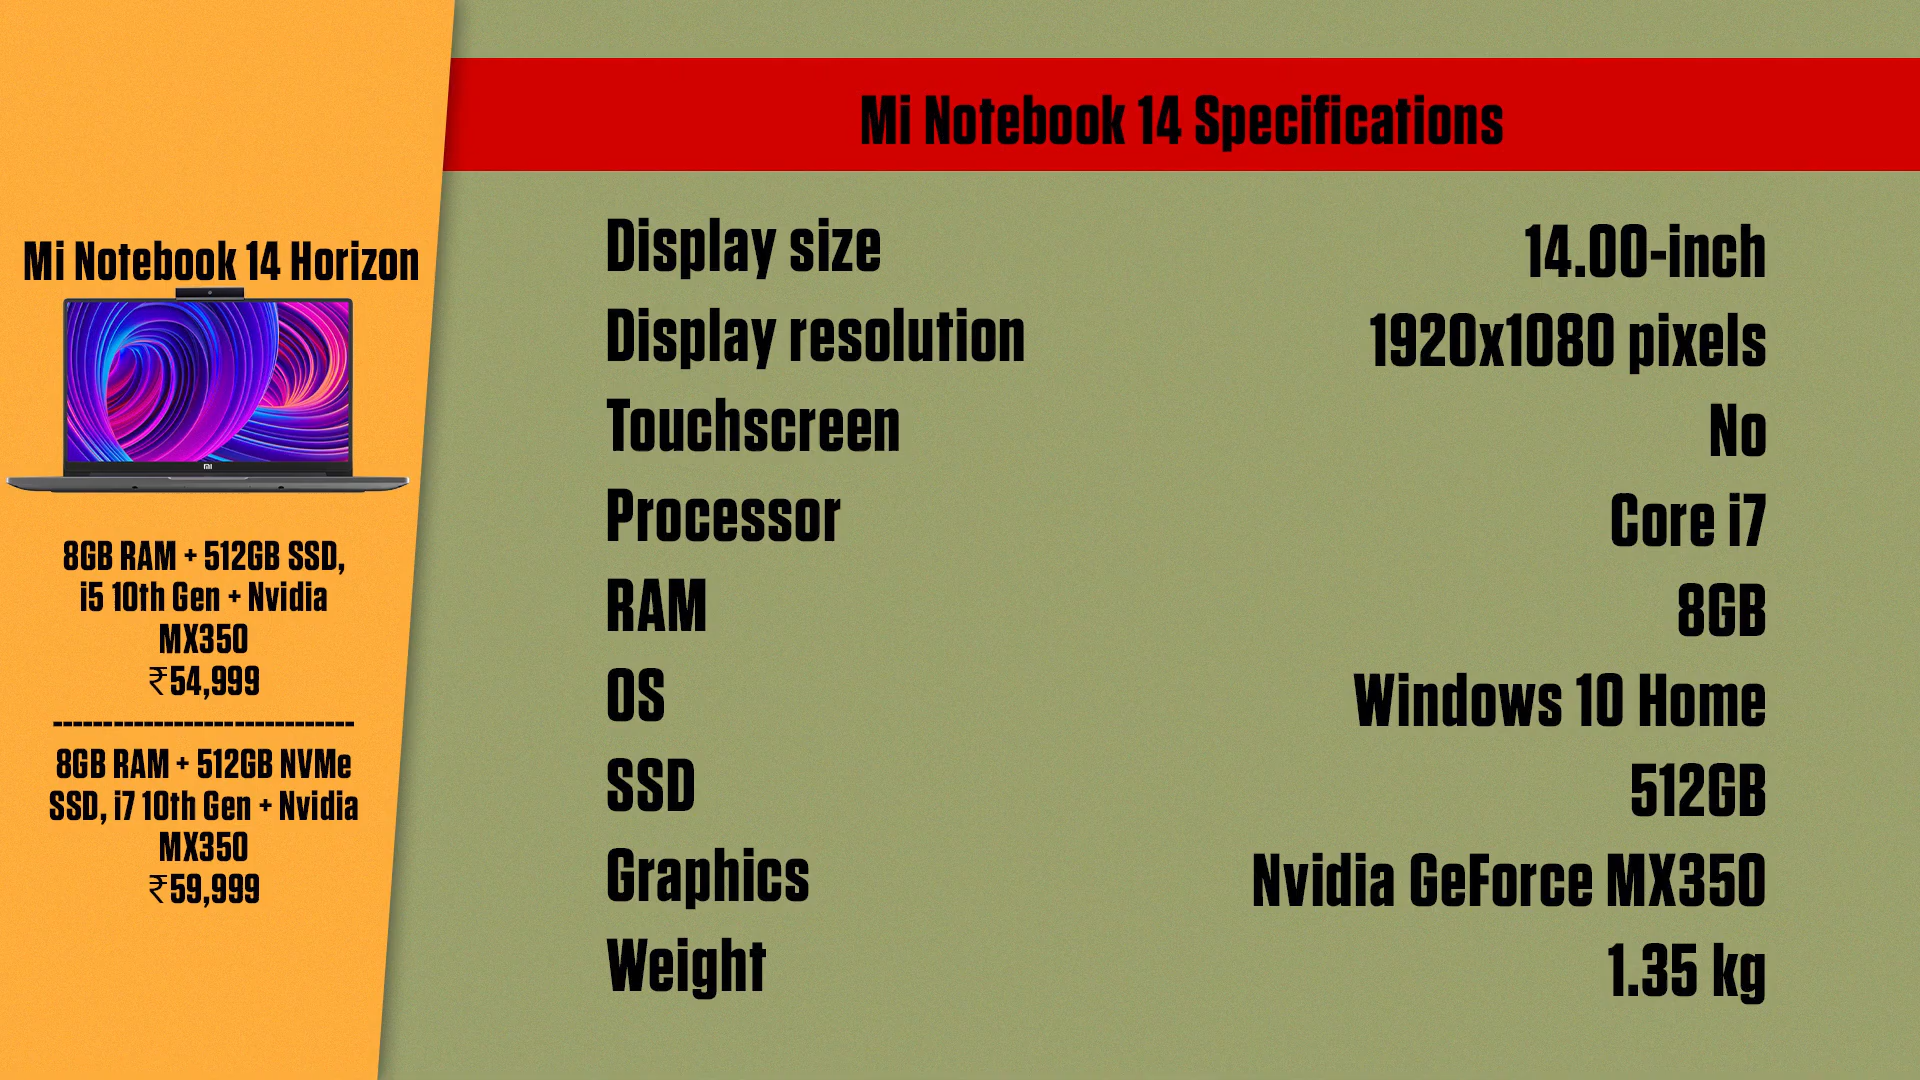 Mi Notebook 14 Horizon
mi
8GB RAM + 512GB SSD,
i5 10th Gen + Nvidia
MX350
₹54,999
-----------------------------
8GB RAM + 512GB NVMe
SSD, i7 10th Gen + Nvidia
MX350
₹59,999
Mi Notebook 14 Specifications
Display size 14.00-inch
Display resolution 1920x1080 pixels
Touchscreen No
Processor Core i7
RAM 8GB
OS Windows 10 Home
SSD 512GB
Graphics Nvidia GeForce MX350
Weight 1.35 kg